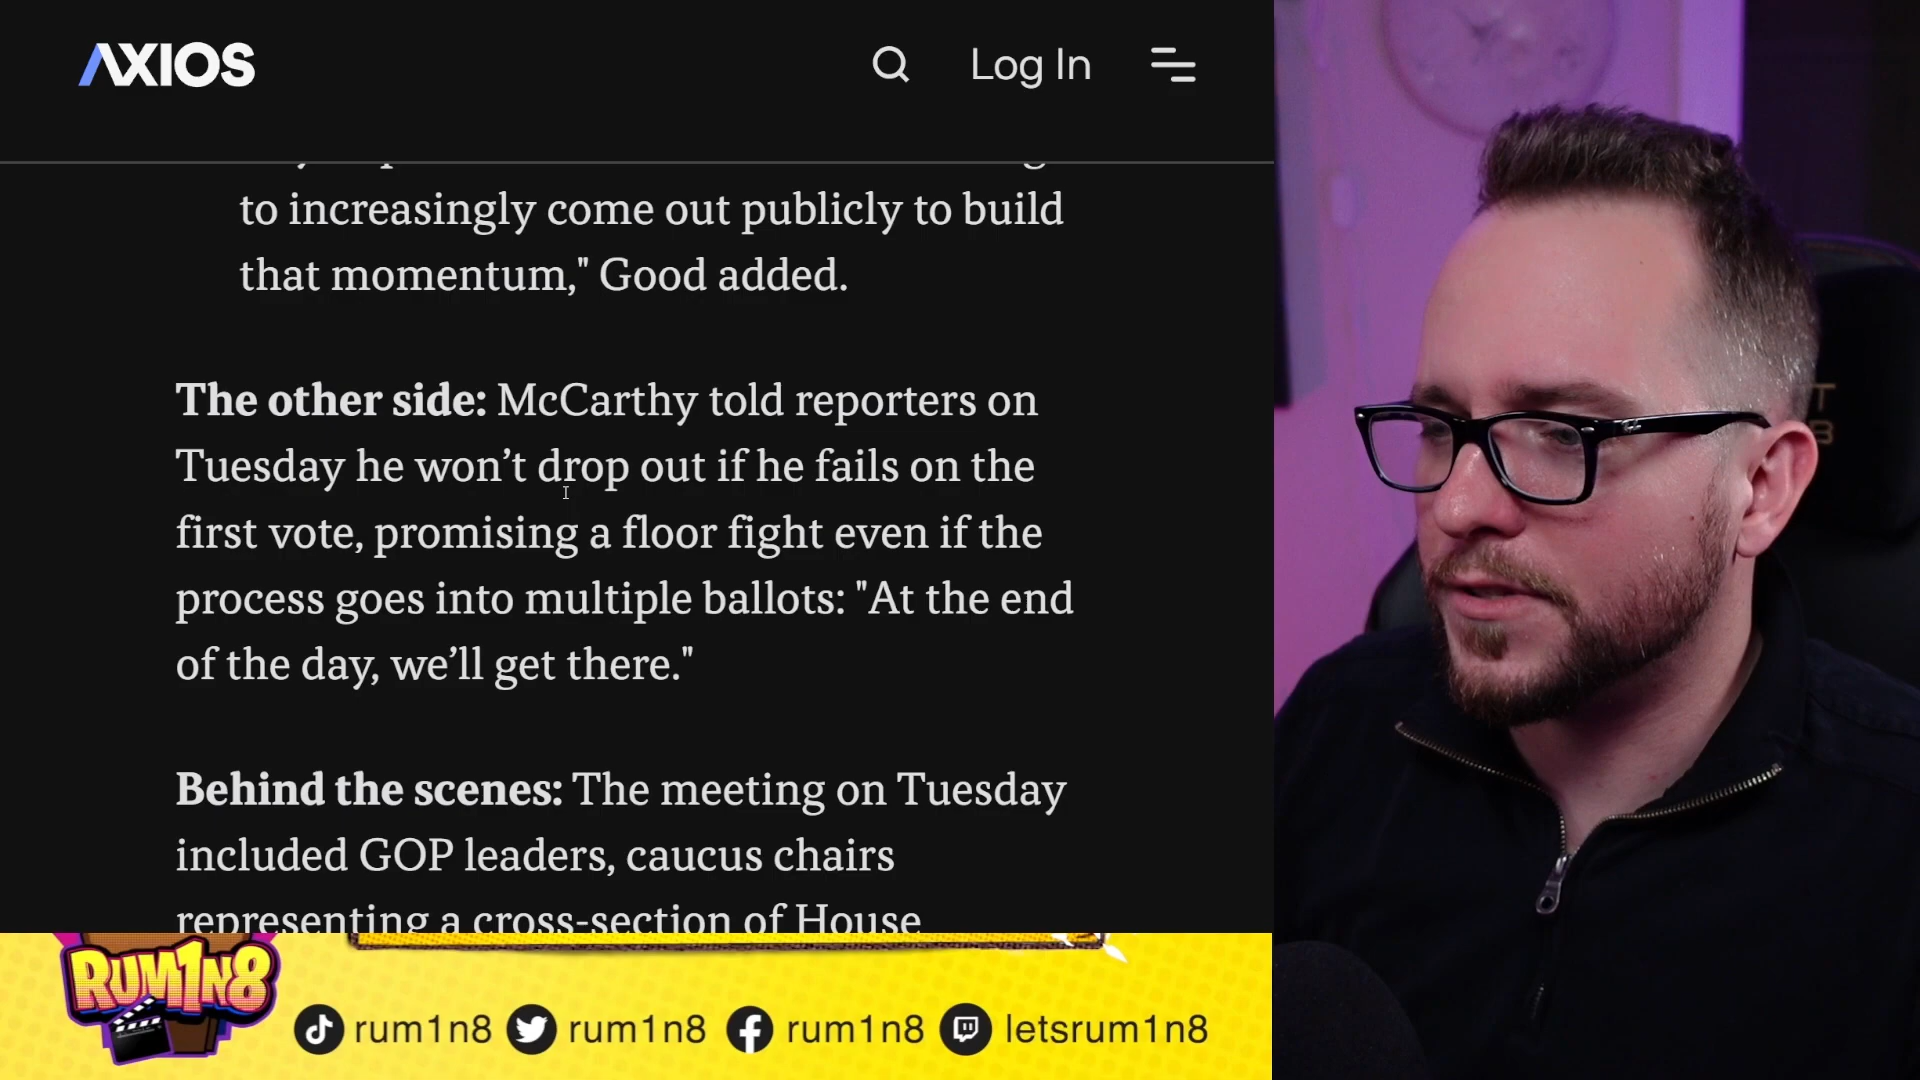 AXIOS
Log In
to increasingly come out publicly to build
that momentum," Good added.
The other side: McCarthy told reporters on
Tuesday he won’t drop out if he fails on the
first vote, promising a floor fight even if the
process goes into multiple ballots: "At the end
of the day, we’ll get there."
Behind the scenes: The meeting on Tuesday
included GOP leaders, caucus chairs
representing a cross-section of House
RUM1N8
rum1n8
rum1n8
rum1n8
letsrum1n8